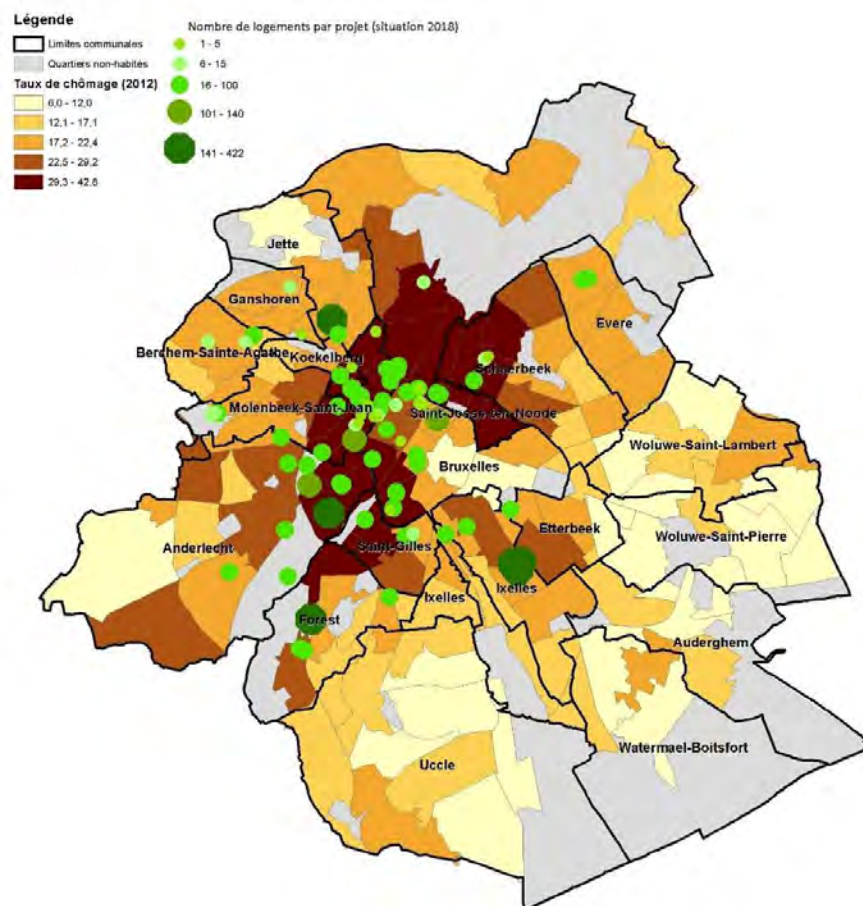 Légende
Limites communales
Quartiers non-habités
Taux de chômage (2012)
6,0 - 12,0
12,1 - 17,1
17,2 - 22,4
22,5 - 29,2
29,3 - 42,6
Nombre de logements par projet (situation 2018)
1 - 5
6 - 15
16 - 100
101 - 140
141 - 422
Jette
Ganshoren
Evere
Berchem-Sainte-Agathe
Koekelberg
Schaerbeek
Molenbeek-Saint-Jean
Saint-Josse-ten-Noode
Woluwe-Saint-Lambert
Bruxelles
Etterbeek
Woluwe-Saint-Pierre
Anderlecht
Saint-Gilles
Ixelles
Ixelles
Forest
Auderghem
Watermael-Boitsfort
Uccle